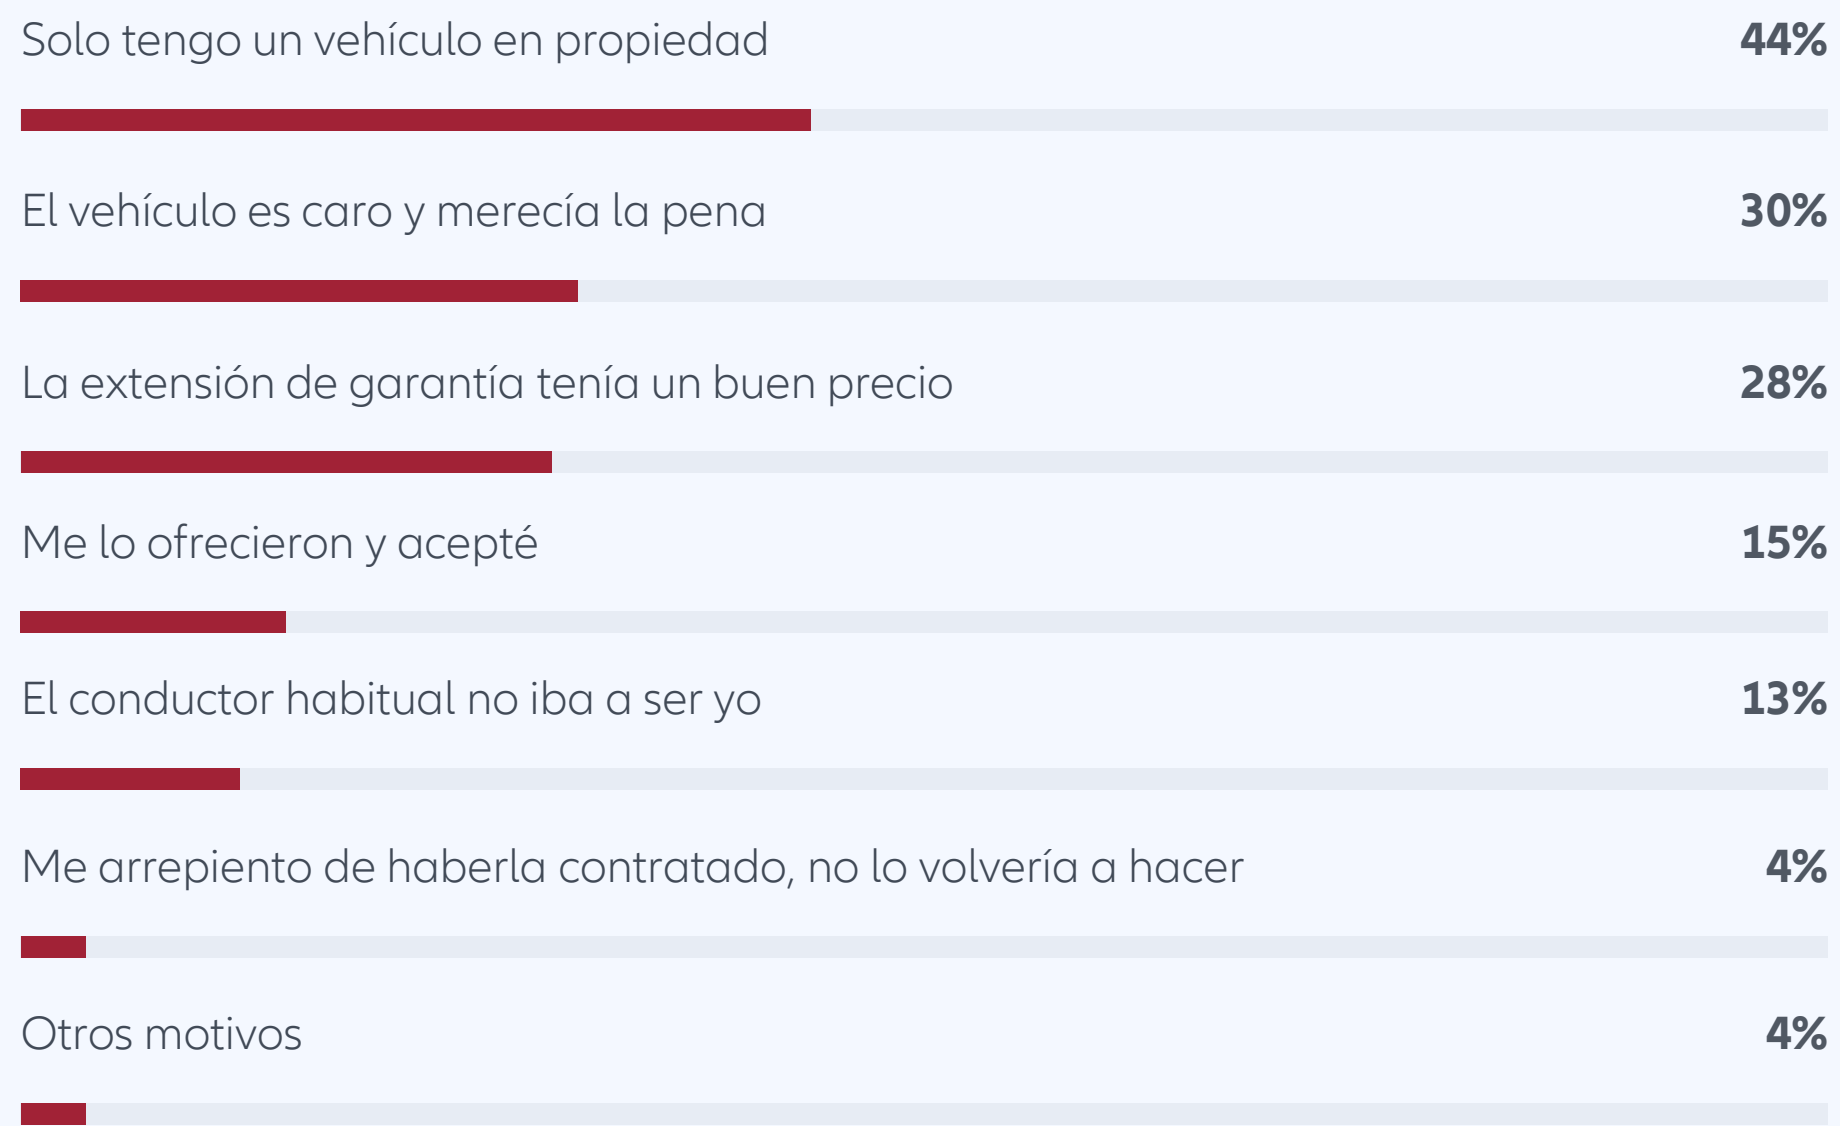 Solo tengo un vehículo en propiedad 44%
El vehículo es caro y merecía la pena 30%
La extensión de garantía tenía un buen precio 28%
Me lo ofrecieron y acepté 15%
El conductor habitual no iba a ser yo 13%
Me arrepiento de haberla contratado, no lo volvería a hacer 4%
Otros motivos 4%